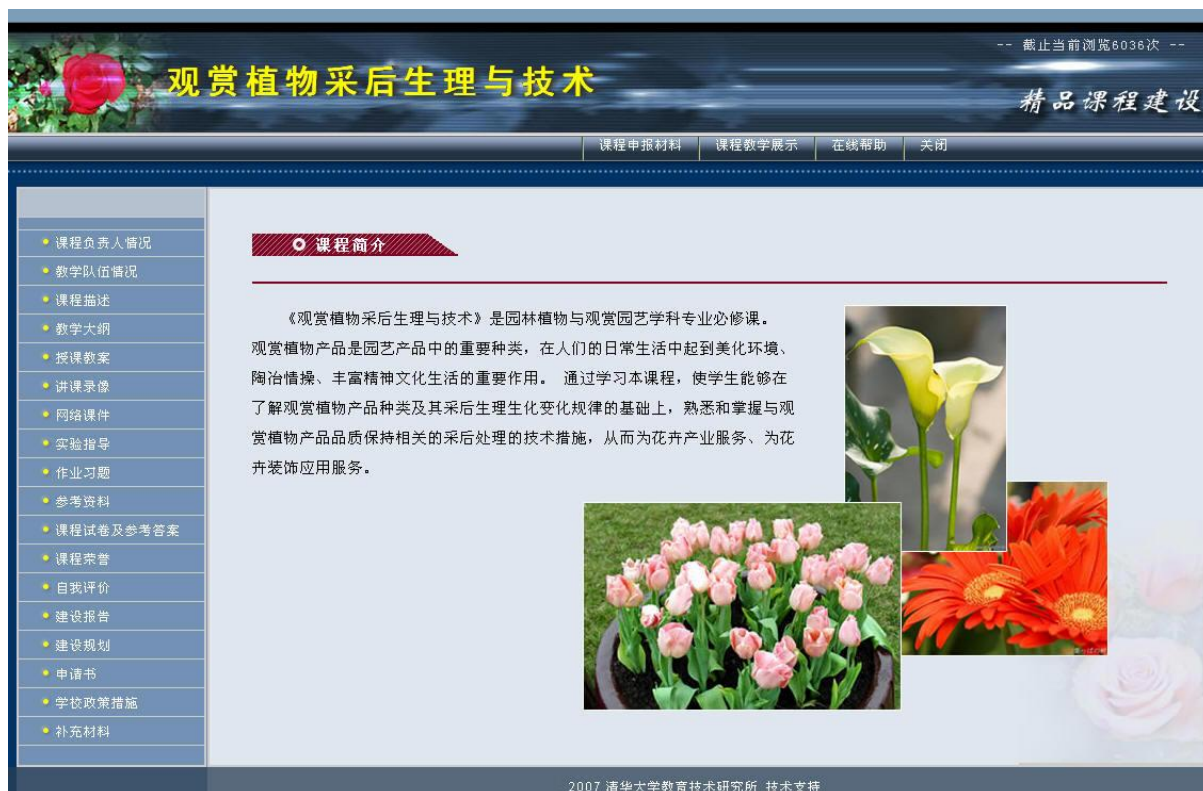 -- 截止当前浏览6036次 --
观赏植物采后生理与技术
精品课程建设
课程申报材料 课程教学展示 在线帮助 关闭
课程负责人情况
教学队伍情况
课程描述
教学大纲
授课教案
讲课录像
网络课件
实验指导
作业习题
参考资料
课程试卷及参考答案
课程荣誉
自我评价
建设报告
建设规划
申请书
学校政策措施
补充材料
课程简介
《观赏植物采后生理与技术》是园林植物与观赏园艺学科专业必修课。
观赏植物产品是园艺产品中的重要种类，在人们的日常生活中起到美化环境、
陶冶情操、丰富精神文化生活的重要作用。 通过学习本课程，使学生能够在
了解观赏植物产品种类及其采后生理生化变化规律的基础上，熟悉和掌握与观
赏植物产品品质保持相关的采后处理的技术措施，从而为花卉产业服务、为花
卉装饰应用服务。
2007 清华大学教育技术研究所 技术支持